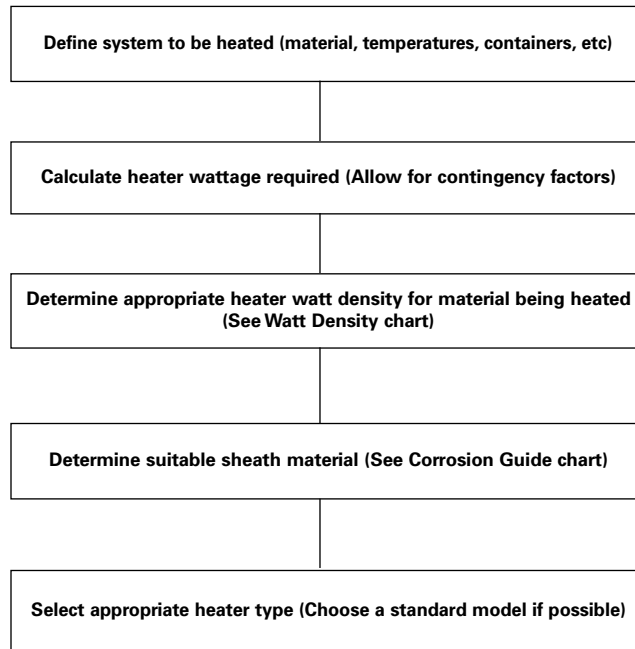 Define system to be heated (material, temperatures, containers, etc)
Calculate heater wattage required (Allow for contingency factors)
Determine appropriate heater watt density for material being heated
(See Watt Density chart)
Determine suitable sheath material (See Corrosion Guide chart)
Select appropriate heater type (Choose a standard model if possible)